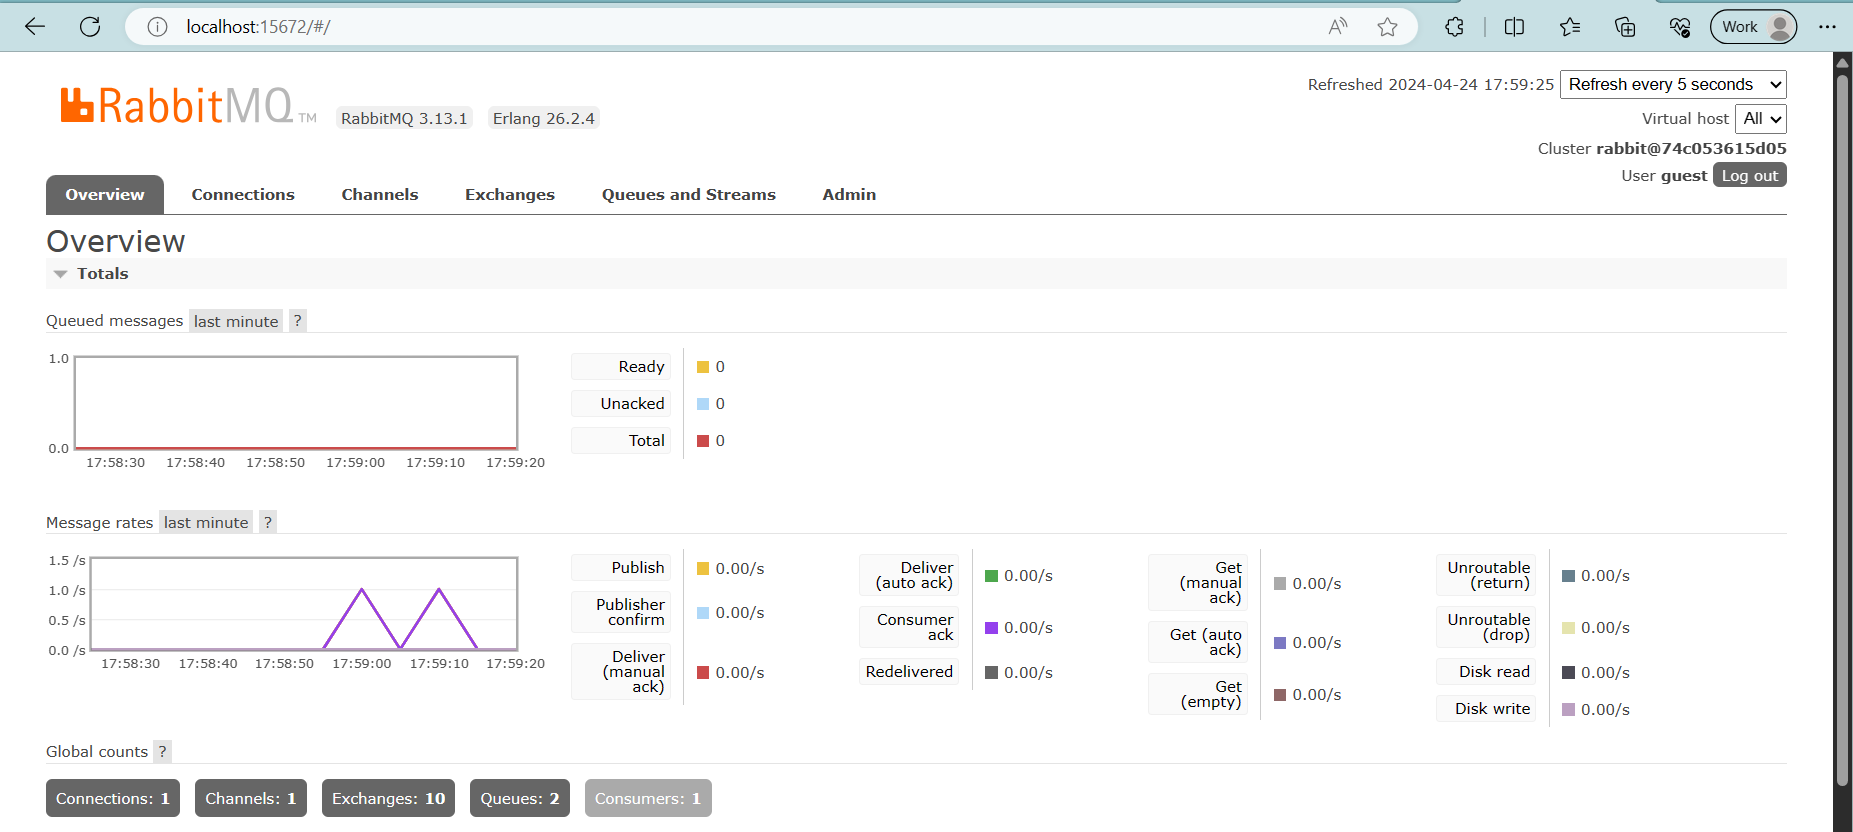 localhost:15672/#/
Work
Refreshed 2024-04-24 17:59:25 Refresh every 5 seconds
RabbitMQ TM RabbitMQ 3.13.1 Erlang 26.2.4
Virtual host All
Cluster rabbit@74c053615d05
User guest Log out
Overview Connections Channels Exchanges Queues and Streams Admin
Overview
Totals
Queued messages last minute ?
1.0
0.0
17:58:30 17:58:40 17:58:50 17:59:00 17:59:10 17:59:20
Ready 0
Unacked 0
Total 0
Message rates last minute ?
1.5 /s
1.0 /s
0.5 /s
0.0 /s
17:58:30 17:58:40 17:58:50 17:59:00 17:59:10 17:59:20
Publish 0.00/s
Publisher
confirm 0.00/s
Deliver
(manual 0.00/s
ack)
Deliver
(auto ack) 0.00/s
Consumer
ack 0.00/s
Redelivered 0.00/s
Get
(manual 0.00/s
ack)
Get (auto
ack) 0.00/s
Get
(empty) 0.00/s
Unroutable
(return) 0.00/s
Unroutable
(drop) 0.00/s
Disk read 0.00/s
Disk write 0.00/s
Global counts ?
Connections: 1 Channels: 1 Exchanges: 10 Queues: 2 Consumers: 1